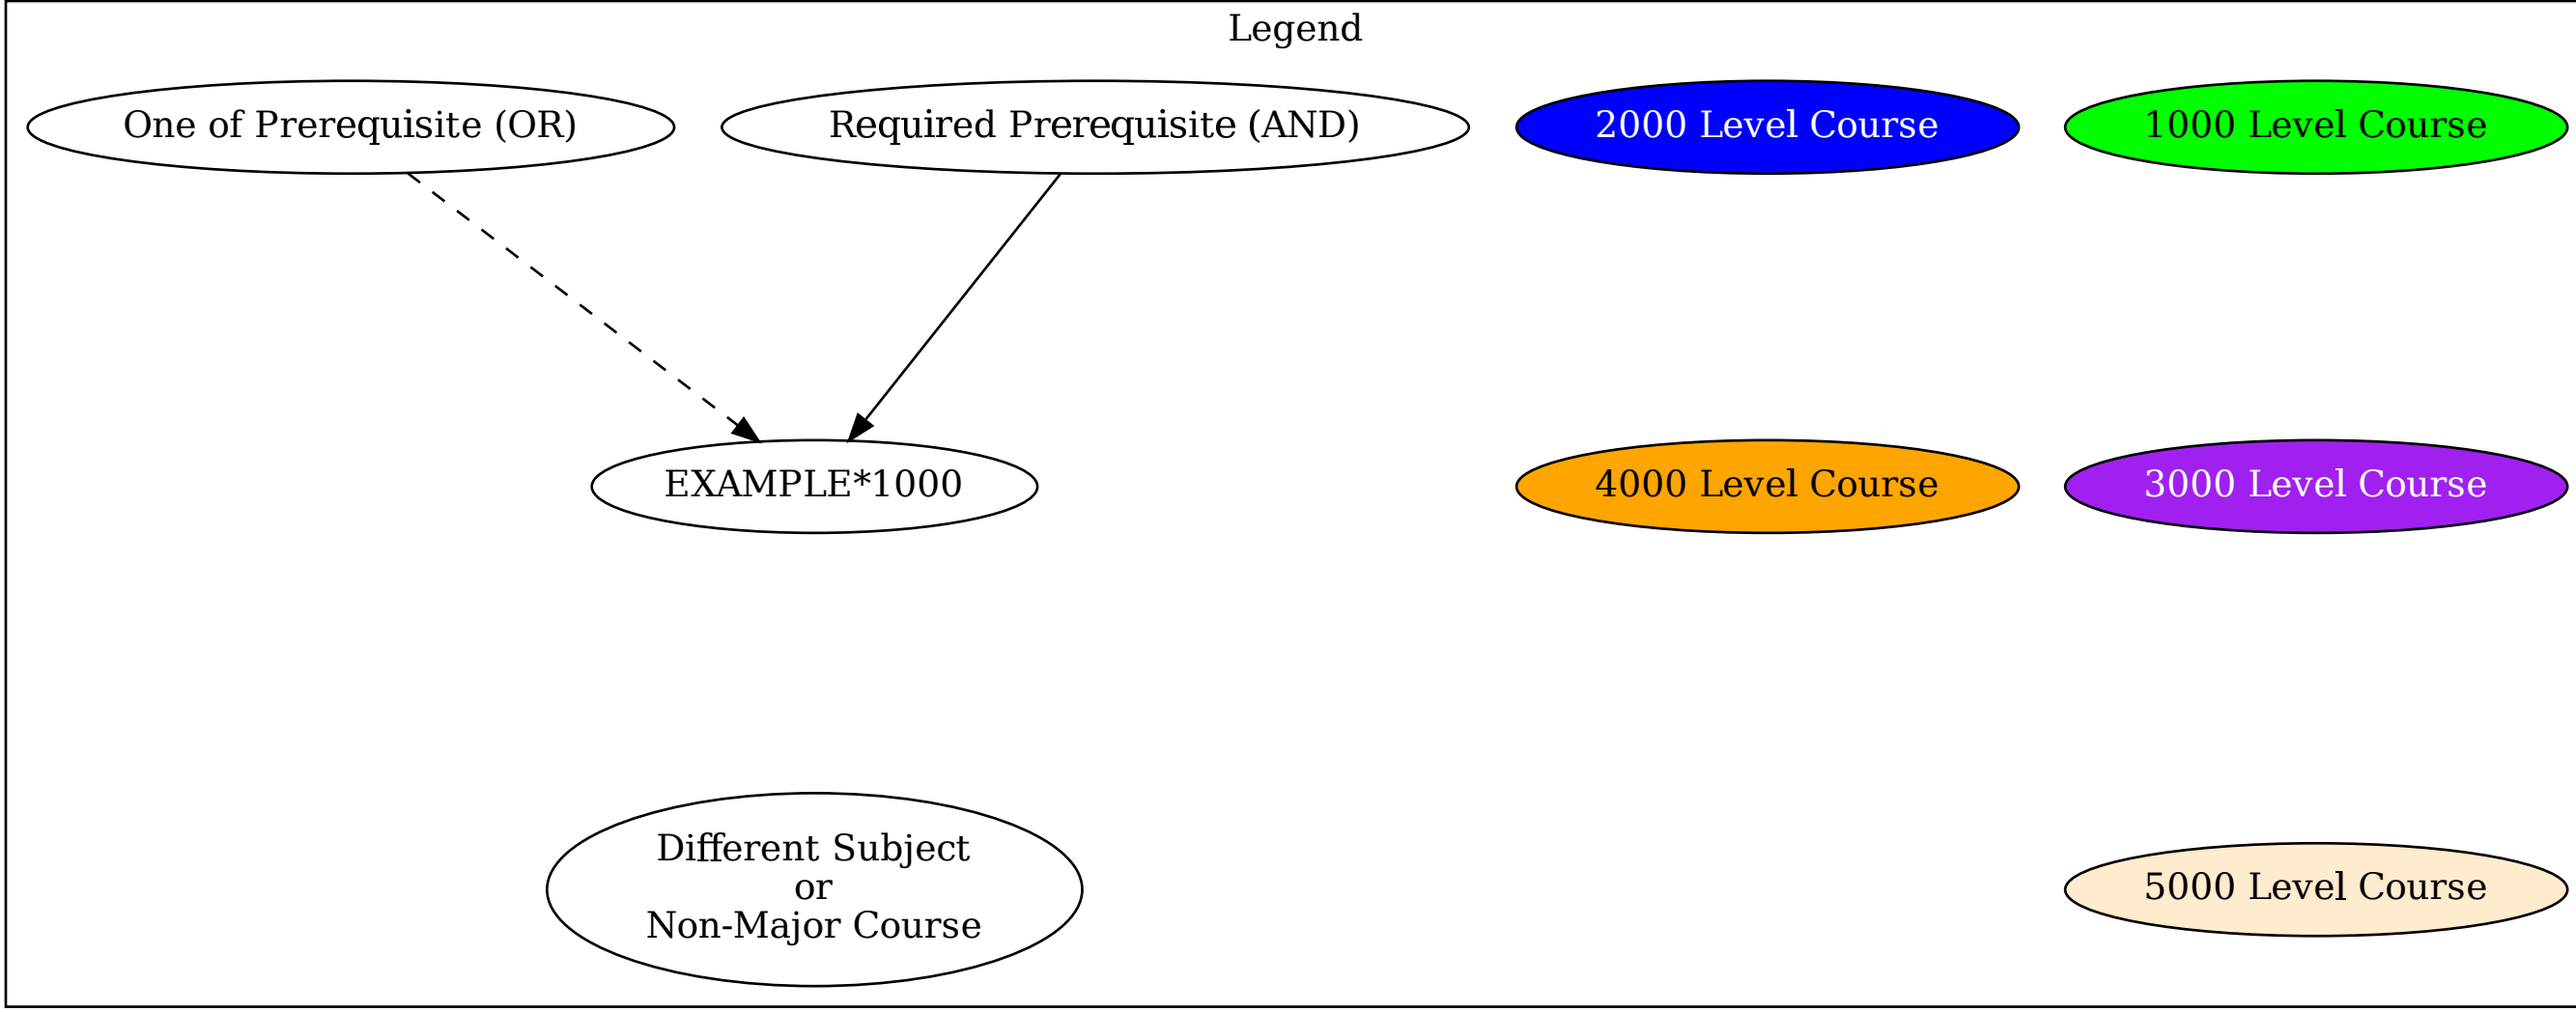 Legend
One of Prerequisite (OR)
Required Prerequisite (AND)
2000 Level Course
1000 Level Course
EXAMPLE*1000
4000 Level Course
3000 Level Course
Different Subject
or
Non-Major Course
5000 Level Course